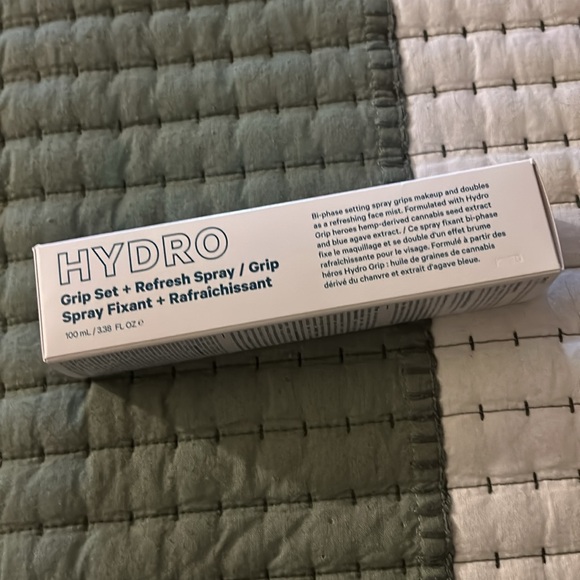 HYDRO
Grip Set + Refresh Spray / Grip
Spray Fixant + Rafraîchissant
100 mL / 3.38 FL OZ ℮
Bi-phase setting spray grips makeup and doubles
as a refreshing face mist. Formulated with Hydro
Grip heroes hemp-derived cannabis seed extract
and blue agave extract. / Ce spray fixant bi-phase
fixe le maquillage et se double d'un effet brume
rafraîchissante pour le visage. Formulé à partir des
héros Hydro Grip : huile de graines de cannabis
dérivé du chanvre et extrait d'agave bleue.